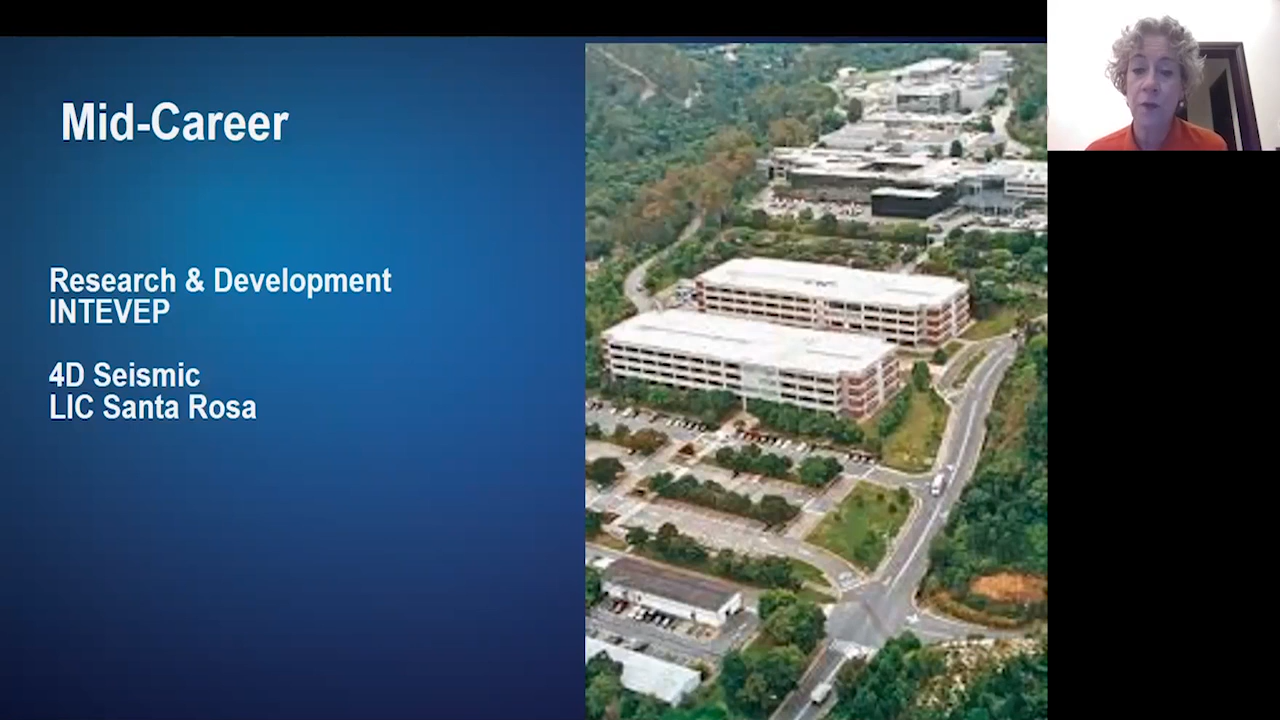 Mid-Career
Research & Development
INTEVEP
4D Seismic
LIC Santa Rosa